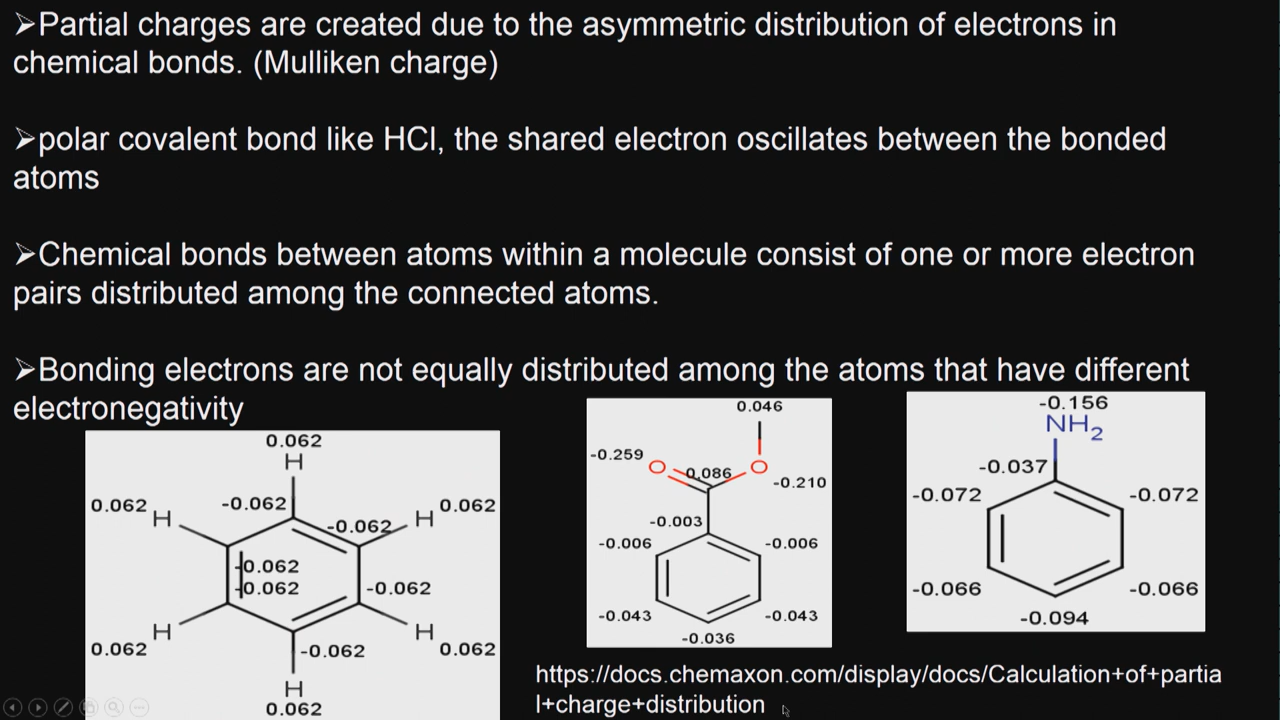 ➢Partial charges are created due to the asymmetric distribution of electrons in
chemical bonds. (Mulliken charge)
➢polar covalent bond like HCl, the shared electron oscillates between the bonded
atoms
➢Chemical bonds between atoms within a molecule consist of one or more electron
pairs distributed among the connected atoms.
➢Bonding electrons are not equally distributed among the atoms that have different
electronegativity
0.062
H
0.062 H -0.062 -0.062 H 0.062
-0.062
-0.062 -0.062
H H
0.062 -0.062 0.062
H
0.062
0.046
-0.259 O 0.086 O
-0.210
-0.003
-0.006 -0.006
-0.043 -0.043
-0.036
-0.156
NH2
-0.037
-0.072 -0.072
-0.066 -0.066
-0.094
https://docs.chemaxon.com/display/docs/Calculation+of+partia
l+charge+distribution